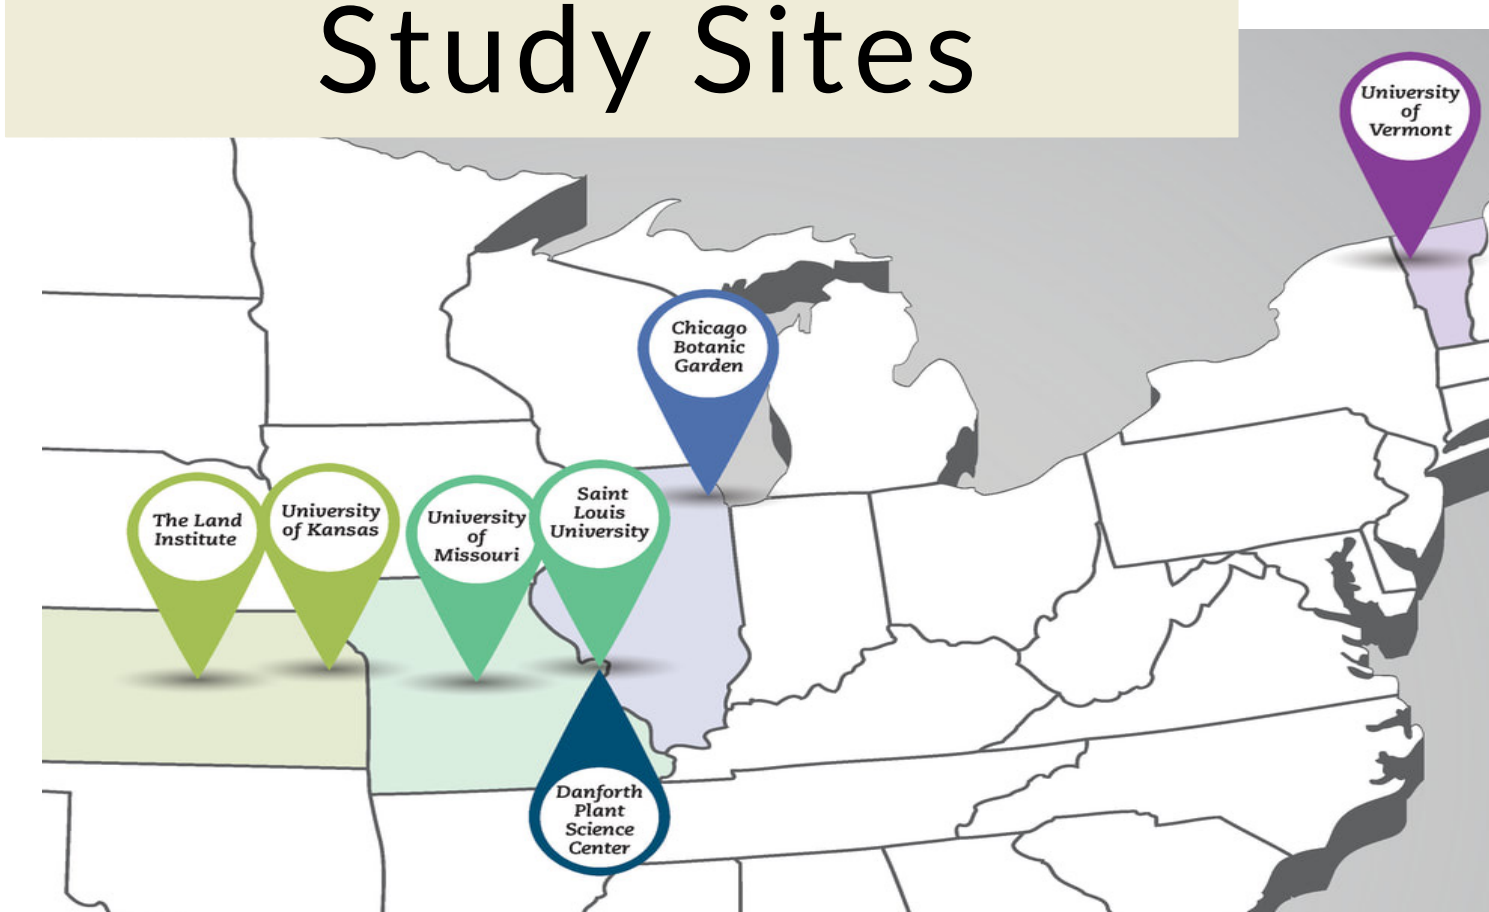 Study Sites
University
of
Vermont
Chicago
Botanic
Garden
The Land
Institute
University
of Kansas
University
of
Missouri
Saint
Louis
University
Danforth
Plant
Science
Center